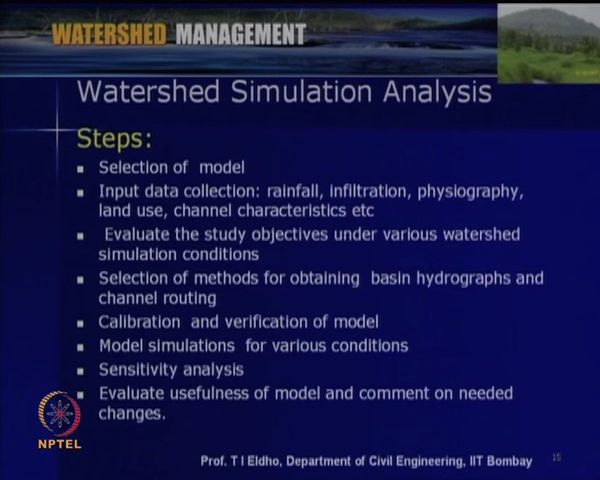 WATERSHED MANAGEMENT
Watershed Simulation Analysis
Steps:
Selection of model
Input data collection: rainfall, infiltration, physiography,
land use, channel characteristics etc
Evaluate the study objectives under various watershed
simulation conditions
Selection of methods for obtaining basin hydrographs and
channel routing
Calibration and verification of model
Model simulations for various conditions
Sensitivity analysis
Evaluate usefulness of model and comment on needed
changes.
NPTEL
Prof. T I Eldho, Department of Civil Engineering, IIT Bombay
15